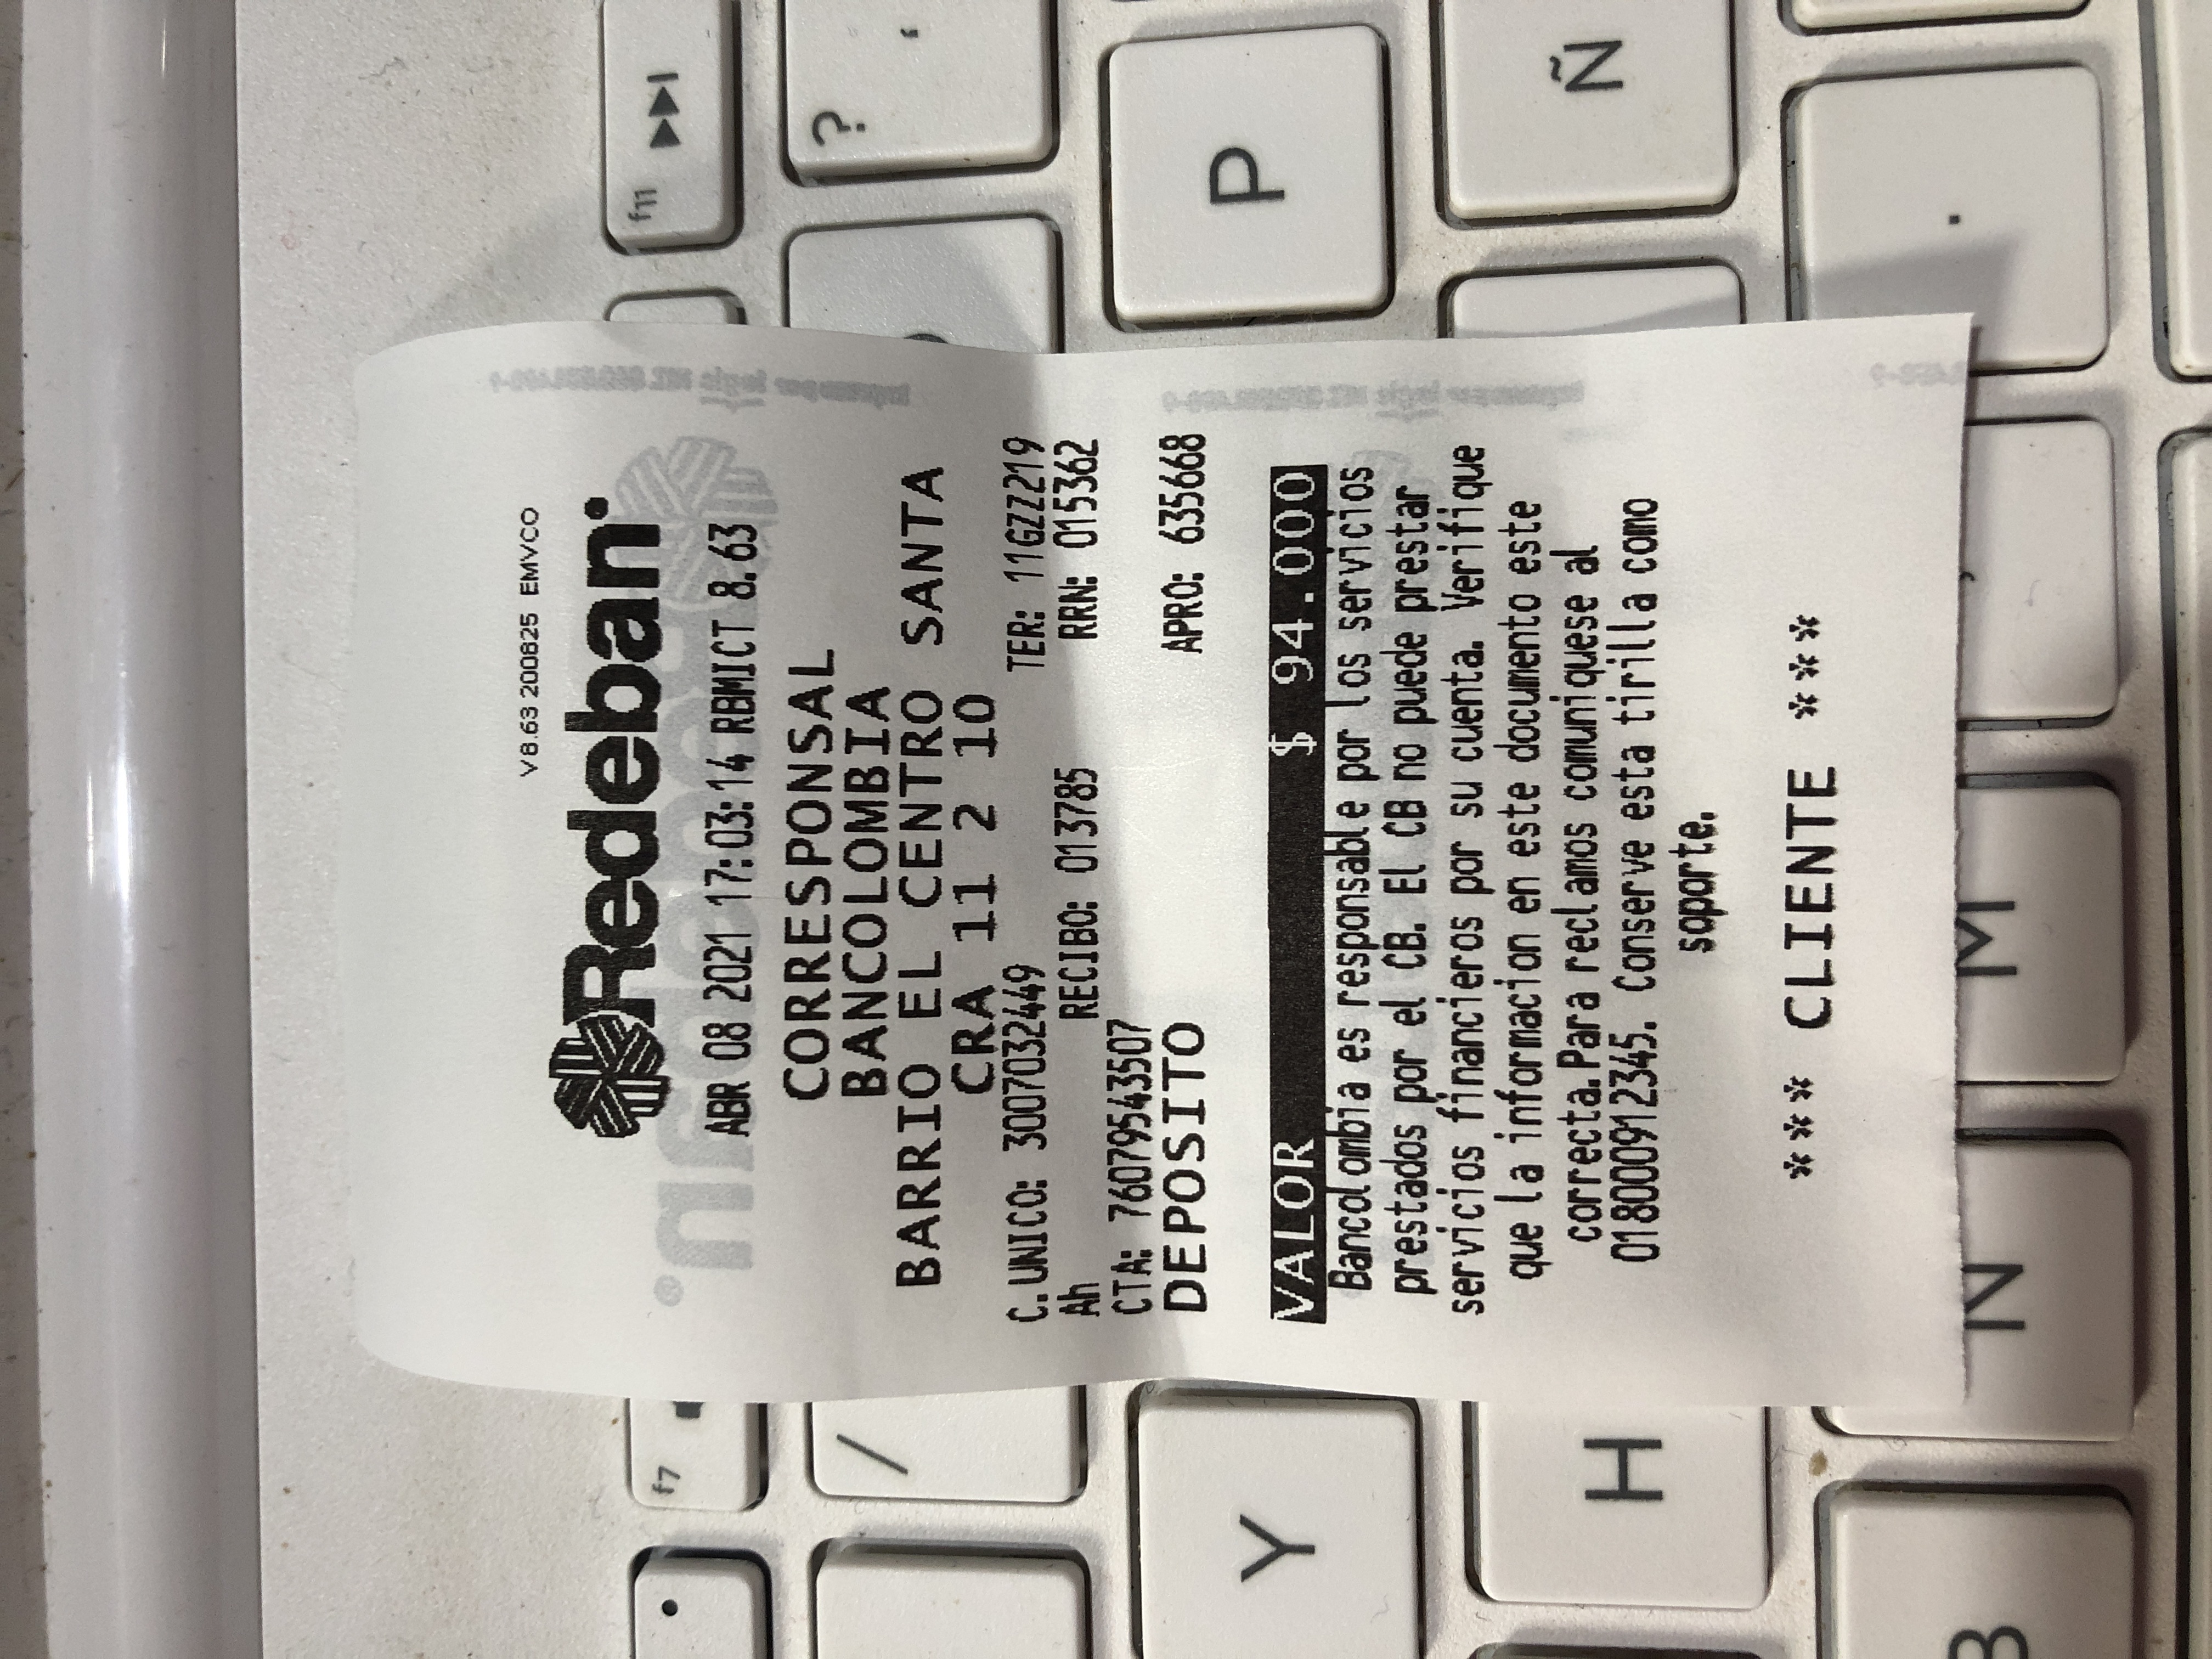 V8.63 200825 EMVCO
Redeban
ABR 08 2021 17:03:14 RBMICT 8.63
CORRESPONSAL
BANCOLOMBIA
BARRIO EL CENTRO SANTA
CRA 11 2 10
C.UNICO: 3007032449 TER: 11GZZ219
Ah RECIBO: 013785 RRN: 015362
CTA: 76079543507
DEPOSITO APRO: 635668
VALOR $ 94.000
Bancolombia es responsable por los servicios
prestados por el CB. El CB no puede prestar
servicios financieros por su cuenta. Verifique
que la informacion en este documento este
correcta.Para reclamos comuniquese al
018000912345. Conserve esta tirilla como
soporte.
*** CLIENTE ***
f11
?
'
P
Ñ
.
,
M
N
f7
/
Y
H
B